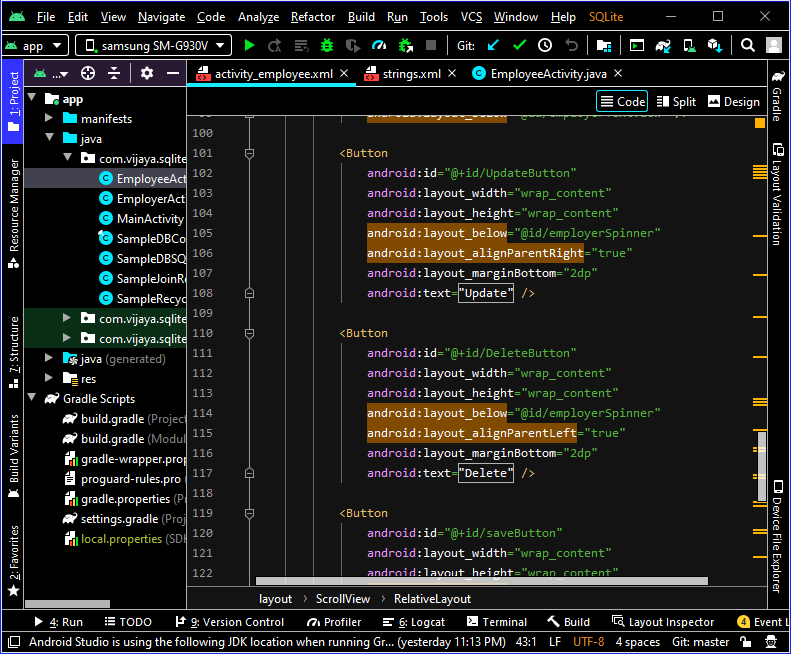 File Edit View Navigate Code Analyze Refactor Build Run Tools VCS Window Help SQLite
app samsung SM-G930V Git:
... activity_employee.xml strings.xml EmployeeActivity.java
Code Split Design
1: Project
Resource Manager
7: Structure
Build Variants
2: Favorites
app
manifests
java
com.vijaya.sqlite
EmployeeAct
EmployerAct
MainActivity
SampleDBCo
SampleDBSQ
SampleJoinRe
SampleRecyc
com.vijaya.sqlite
com.vijaya.sqlite
java (generated)
res
Gradle Scripts
build.gradle (Project
build.gradle (Modul
gradle-wrapper.prop
proguard-rules.pro
gradle.properties (P
settings.gradle (Proj
local.properties (SDK
100
101 <Button
102 android:id="@+id/UpdateButton"
103 android:layout_width="wrap_content"
104 android:layout_height="wrap_content"
105 android:layout_below="@id/employerSpinner"
106 android:layout_alignParentRight="true"
107 android:layout_marginBottom="2dp"
108 android:text="Update" />
109
110 <Button
111 android:id="@+id/DeleteButton"
112 android:layout_width="wrap_content"
113 android:layout_height="wrap_content"
114 android:layout_below="@id/employerSpinner"
115 android:layout_alignParentLeft="true"
116 android:layout_marginBottom="2dp"
117 android:text="Delete" />
118
119 <Button
120 android:id="@+id/saveButton"
121 android:layout_width="wrap_content"
122 android:layout_height="wrap_content"
layout ScrollView RelativeLayout
Gradle
Layout Validation
Device File Explorer
4: Run TODO 9: Version Control Profiler 6: Logcat Terminal Build Layout Inspector 4 Event L
Android Studio is using the following JDK location when running Gr... (yesterday 11:13 PM) 43:1 LF UTF-8 4 spaces Git: master